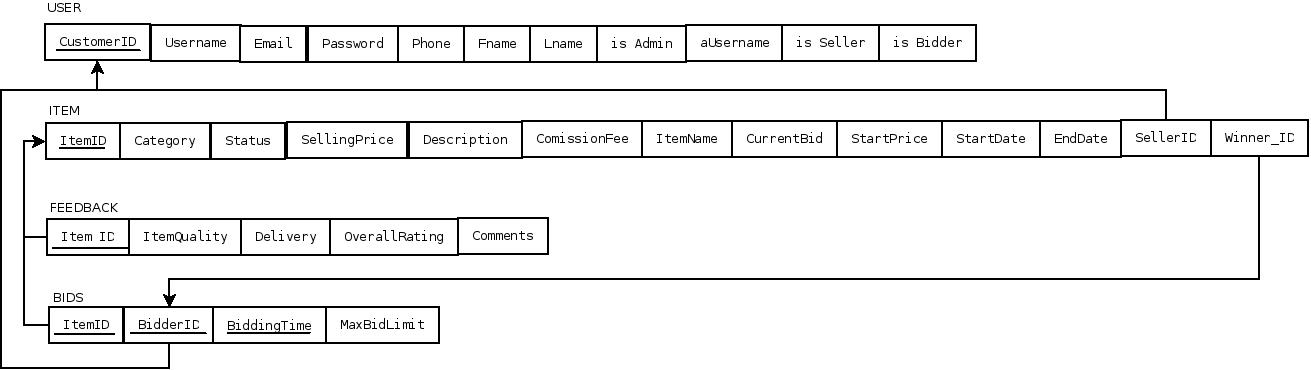 USER
CustomerID Username Email Password Phone Fname Lname is Admin aUsername is Seller is Bidder
ITEM
ItemID Category Status SellingPrice Description ComissionFee ItemName CurrentBid StartPrice StartDate EndDate SellerID Winner_ID
FEEDBACK
Item ID ItemQuality Delivery OverallRating Comments
BIDS
ItemID BidderID BiddingTime MaxBidLimit